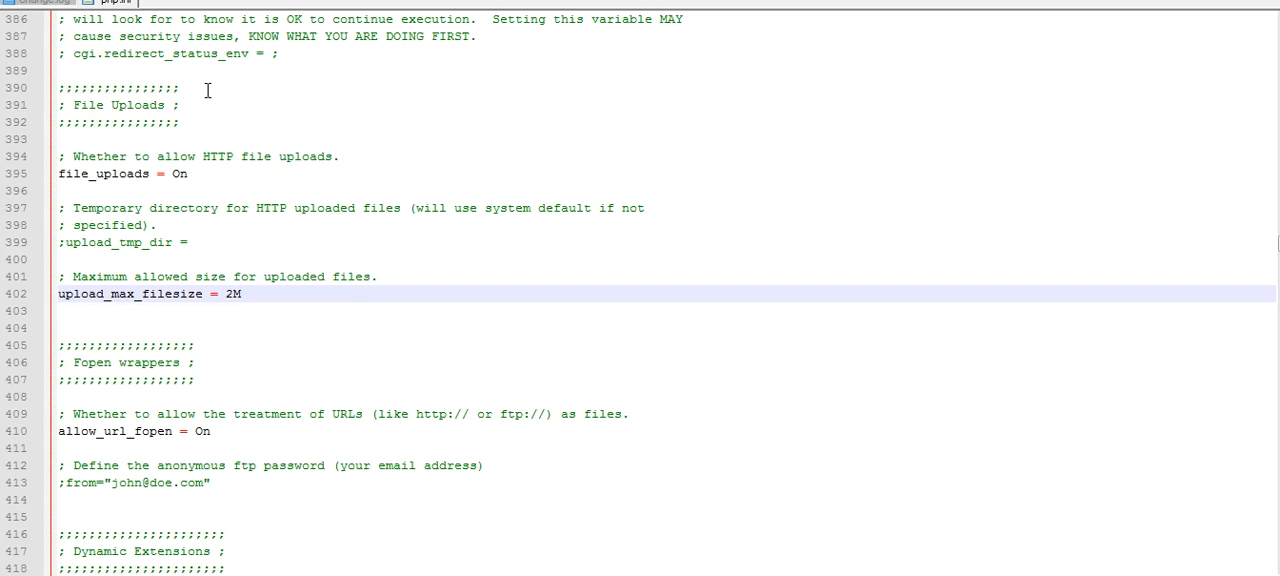 change.log php.ini
386 ; will look for to know it is OK to continue execution.  Setting this variable MAY
387 ; cause security issues, KNOW WHAT YOU ARE DOING FIRST.
388 ; cgi.redirect_status_env = ;
389
390 ;;;;;;;;;;;;;;;;
391 ; File Uploads ;
392 ;;;;;;;;;;;;;;;;
393
394 ; Whether to allow HTTP file uploads.
395 file_uploads = On
396
397 ; Temporary directory for HTTP uploaded files (will use system default if not
398 ; specified).
399 ;upload_tmp_dir =
400
401 ; Maximum allowed size for uploaded files.
402 upload_max_filesize = 2M
403
404
405 ;;;;;;;;;;;;;;;;;;
406 ; Fopen wrappers ;
407 ;;;;;;;;;;;;;;;;;;
408
409 ; Whether to allow the treatment of URLs (like http:// or ftp://) as files.
410 allow_url_fopen = On
411
412 ; Define the anonymous ftp password (your email address)
413 ;from="john@doe.com"
414
415
416 ;;;;;;;;;;;;;;;;;;;;;;
417 ; Dynamic Extensions ;
418 ;;;;;;;;;;;;;;;;;;;;;;